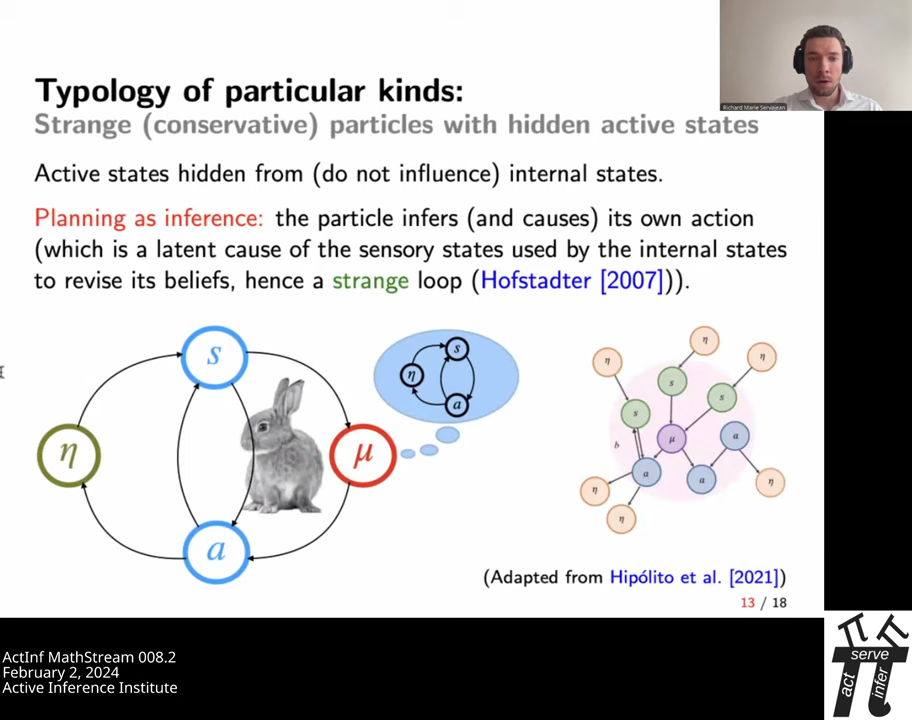 Richard Marie Servajean
Typology of particular kinds:
Strange (conservative) particles with hidden active states
Active states hidden from (do not influence) internal states.
Planning as inference: the particle infers (and causes) its own action
(which is a latent cause of the sensory states used by the internal states
to revise its beliefs, hence a strange loop (Hofstadter [2007])).
s
η
μ
a
s
η
a
η
η
η
s
s
s
b
μ
a
a
a
η
η
η
(Adapted from Hipólito et al. [2021])
13 / 18
ActInf MathStream 008.2
February 2, 2024
Active Inference Institute
π π
serve
act
infer